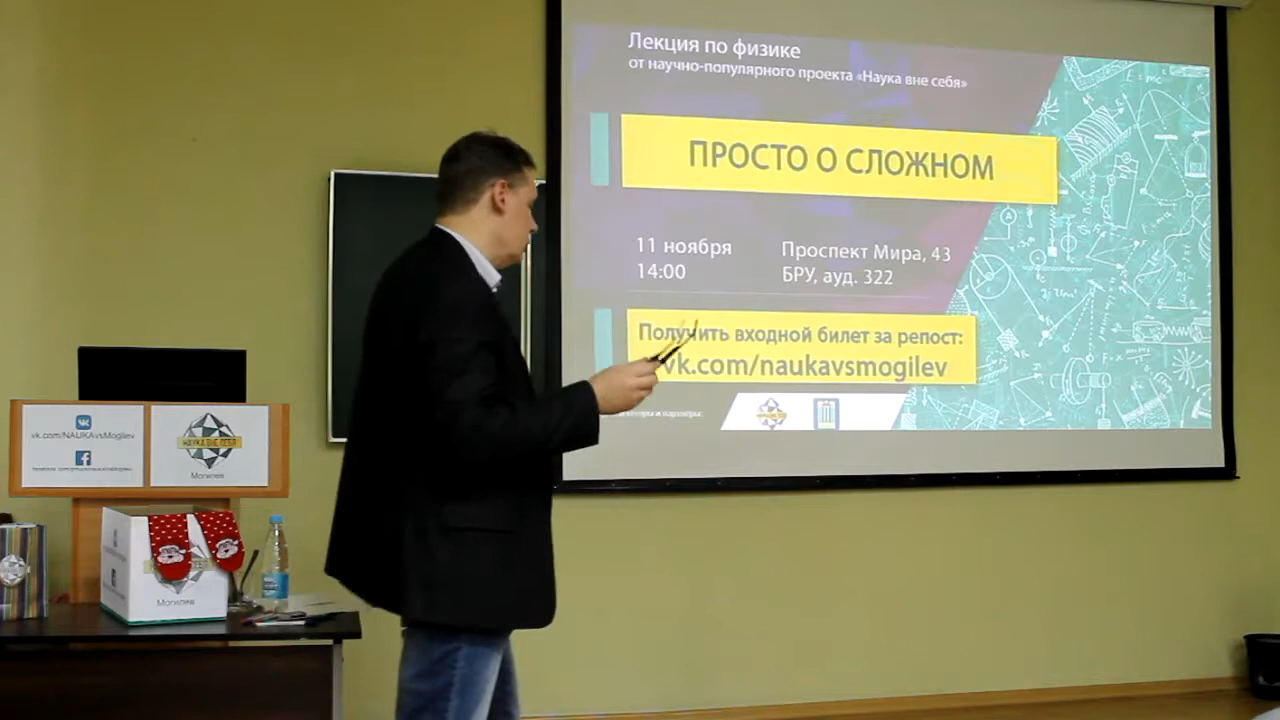 Лекция по физике
от научно-популярного проекта «Наука вне себя»
ПРОСТО О СЛОЖНОМ
11 ноября
14:00
Проспект Мира, 43
БРУ, ауд. 322
Получить входной билет за репост:
vk.com/naukavsmogilev
и партнёры:
vk.com/NAUKAvsMogilev
НАУКА ВНЕ СЕБЯ
Могилев
Могилев